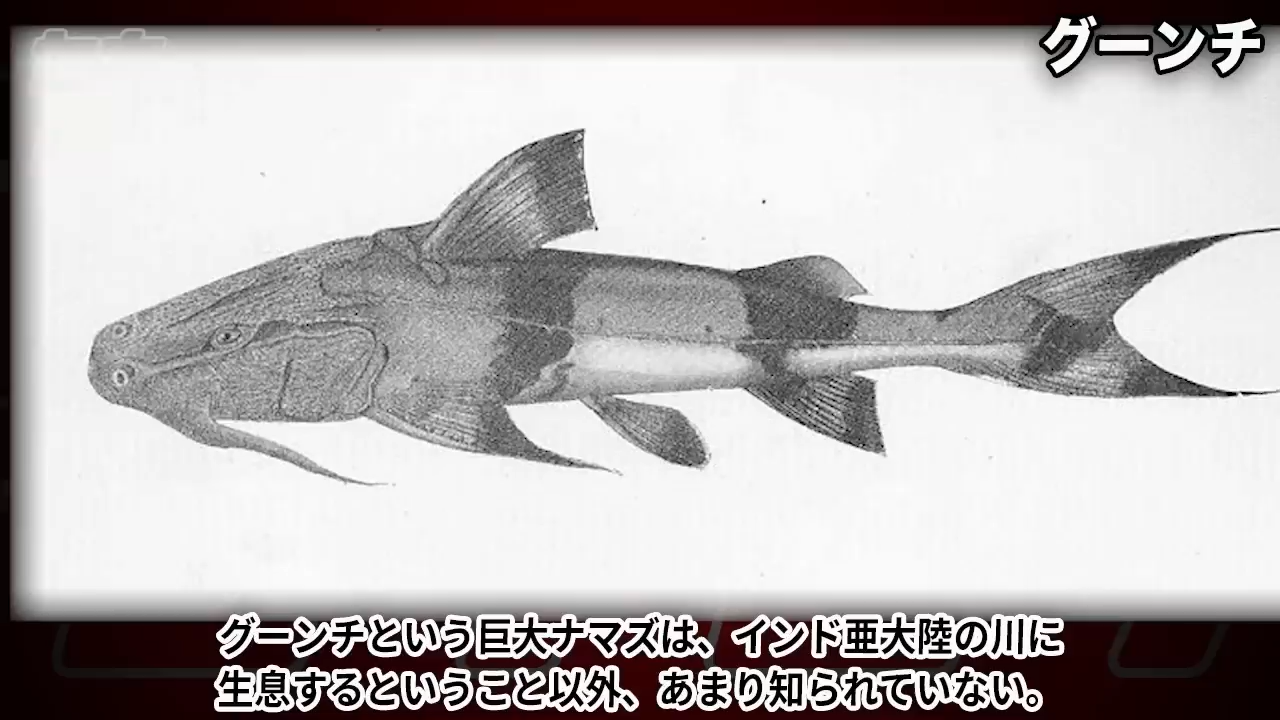 グーンチ
グーンチという巨大ナマズは、インド亜大陸の川に
生息するということ以外、あまり知られていない。